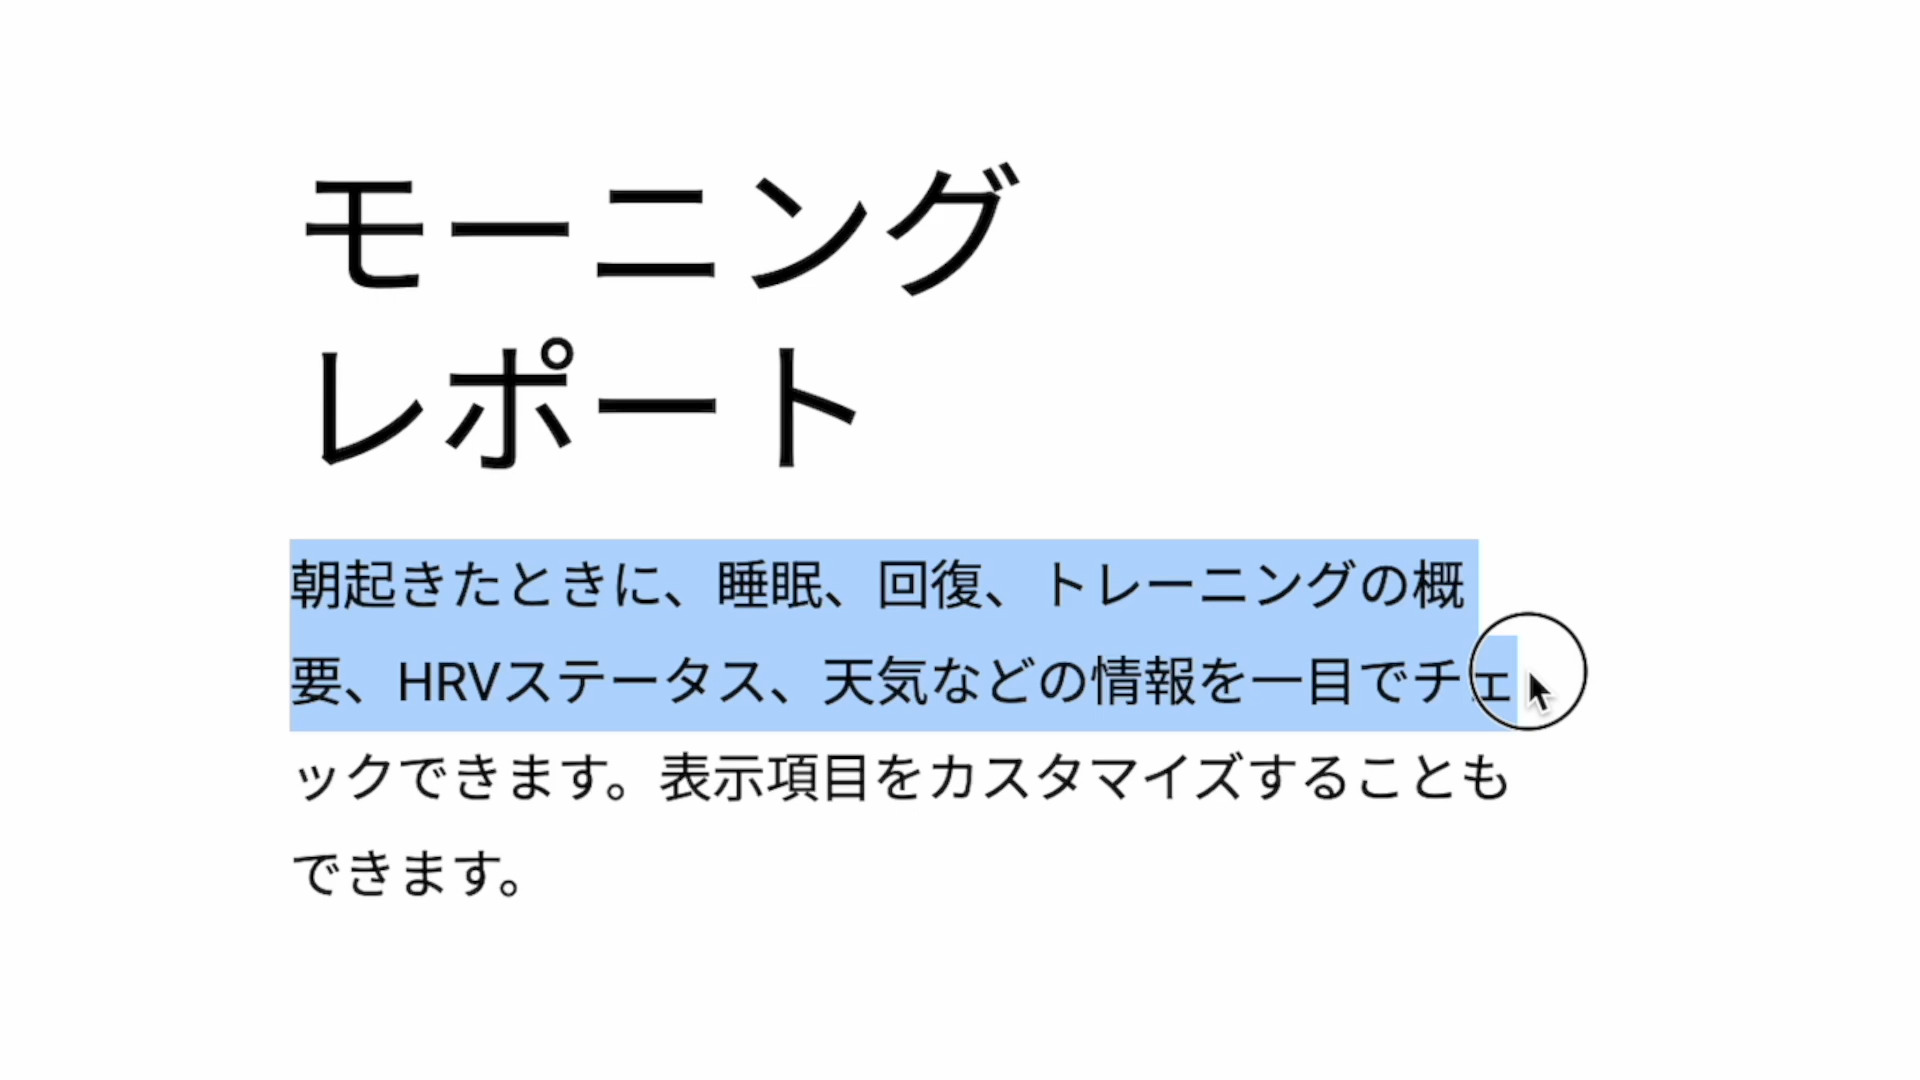 モーニング
レポート
朝起きたときに、睡眠、回復、トレーニングの概
要、HRVステータス、天気などの情報を一目でチェ
ックできます。表示項目をカスタマイズすることも
できます。